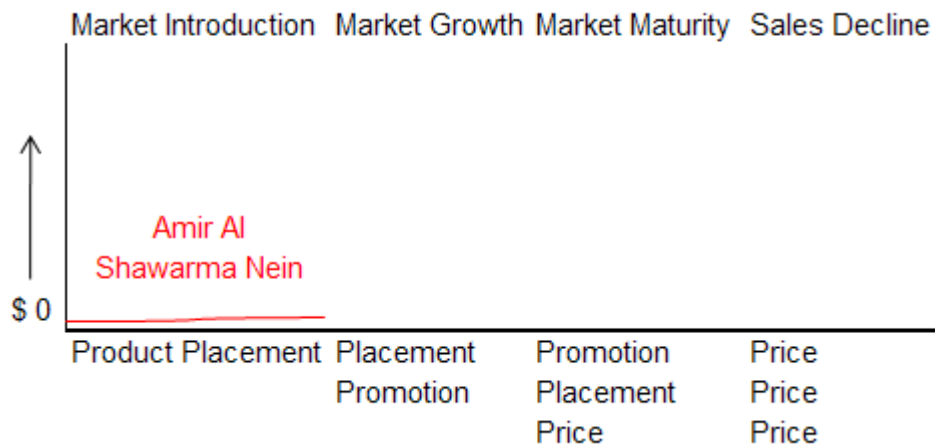 Market Introduction Market Growth Market Maturity Sales Decline
Amir Al
Shawarma Nein
$ 0
Product Placement Placement Promotion Price
Promotion Placement Price
Price Price